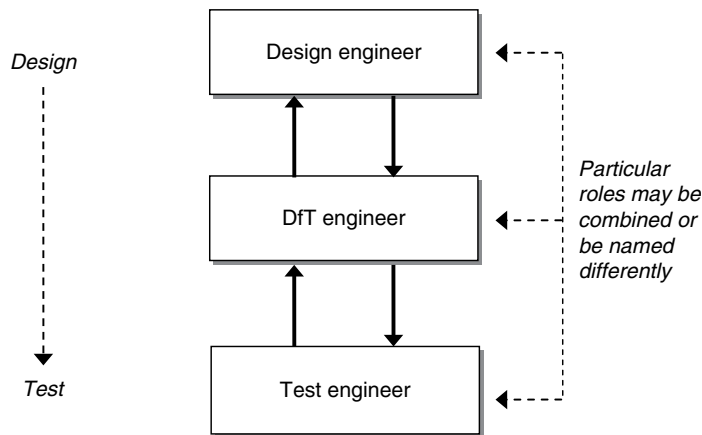 Design engineer
Design
Particular
roles may be
combined or
be named
differently
DfT engineer
Test engineer
Test